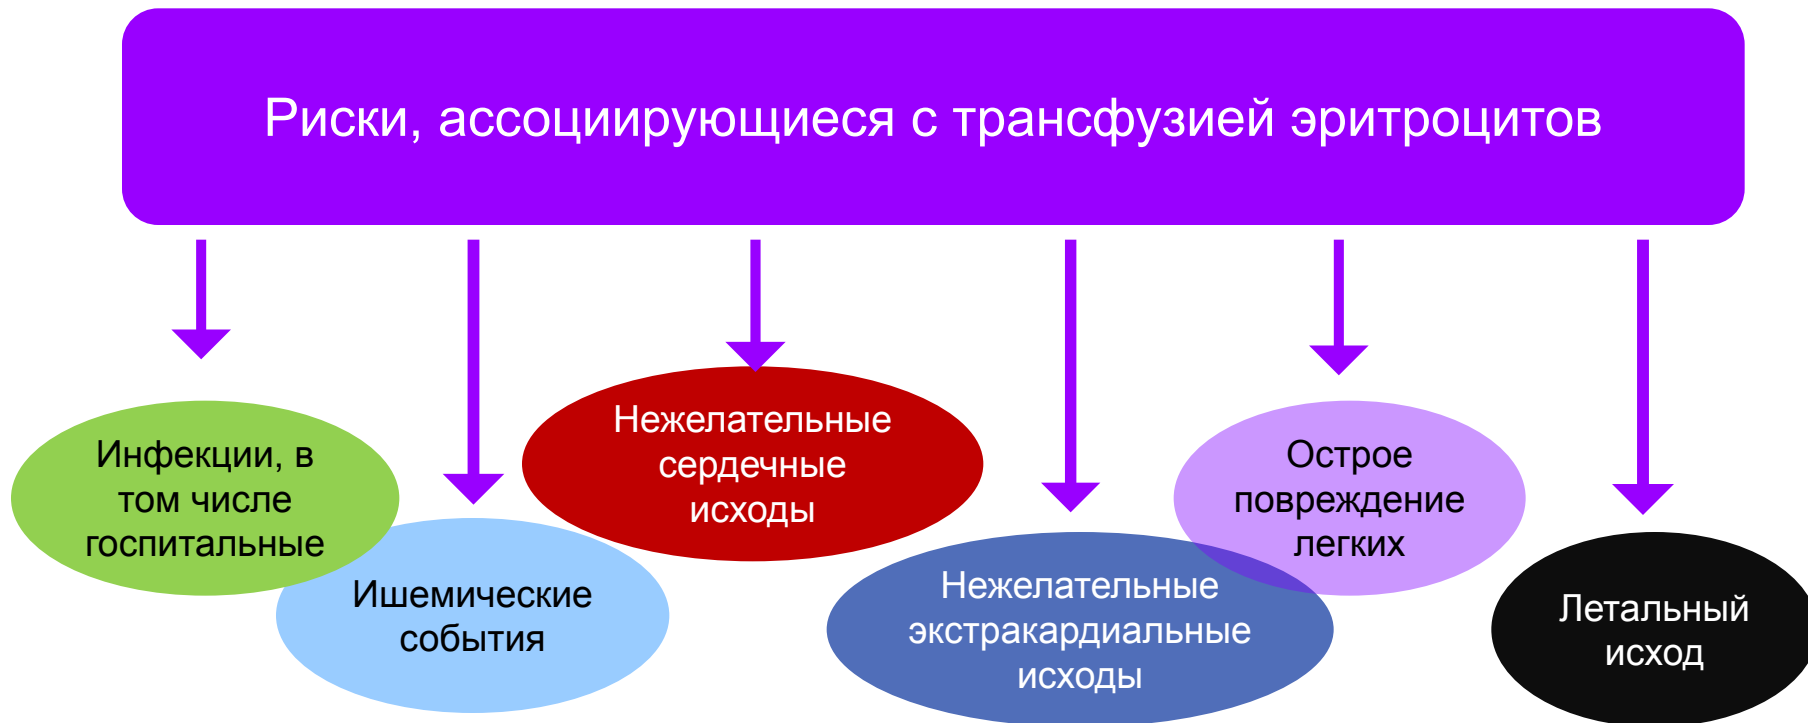 Риски, ассоциирующиеся с трансфузией эритроцитов
Инфекции, в
том числе
госпитальные
Ишемические
события
Нежелательные
сердечные
исходы
Нежелательные
экстракардиальные
исходы
Острое
повреждение
легких
Летальный
исход